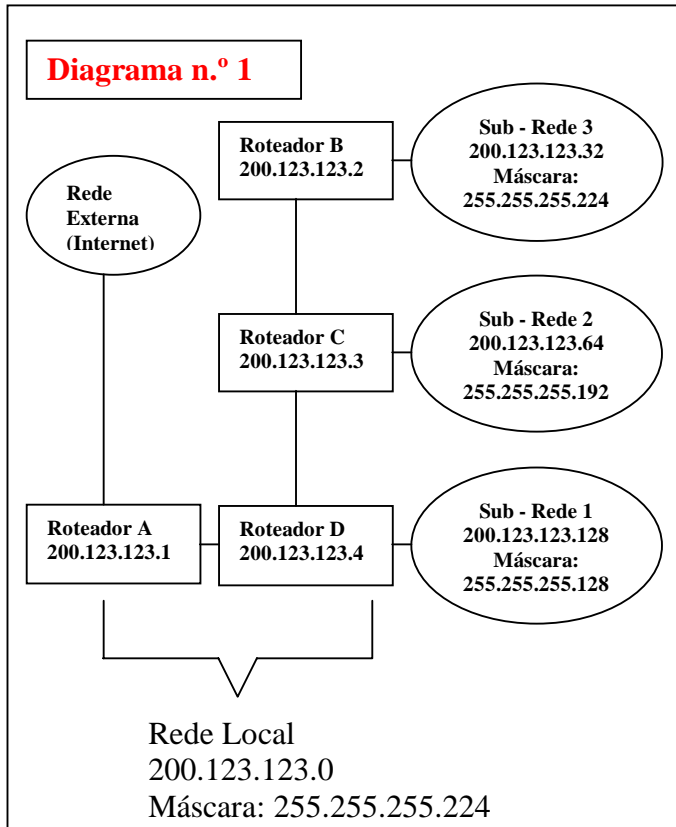 Diagrama n.º 1
Rede
Externa
(Internet)
Roteador B
200.123.123.2
Sub - Rede 3
200.123.123.32
Máscara:
255.255.255.224
Roteador C
200.123.123.3
Sub - Rede 2
200.123.123.64
Máscara:
255.255.255.192
Roteador A
200.123.123.1
Roteador D
200.123.123.4
Sub - Rede 1
200.123.123.128
Máscara:
255.255.255.128
Rede Local
200.123.123.0
Máscara: 255.255.255.224